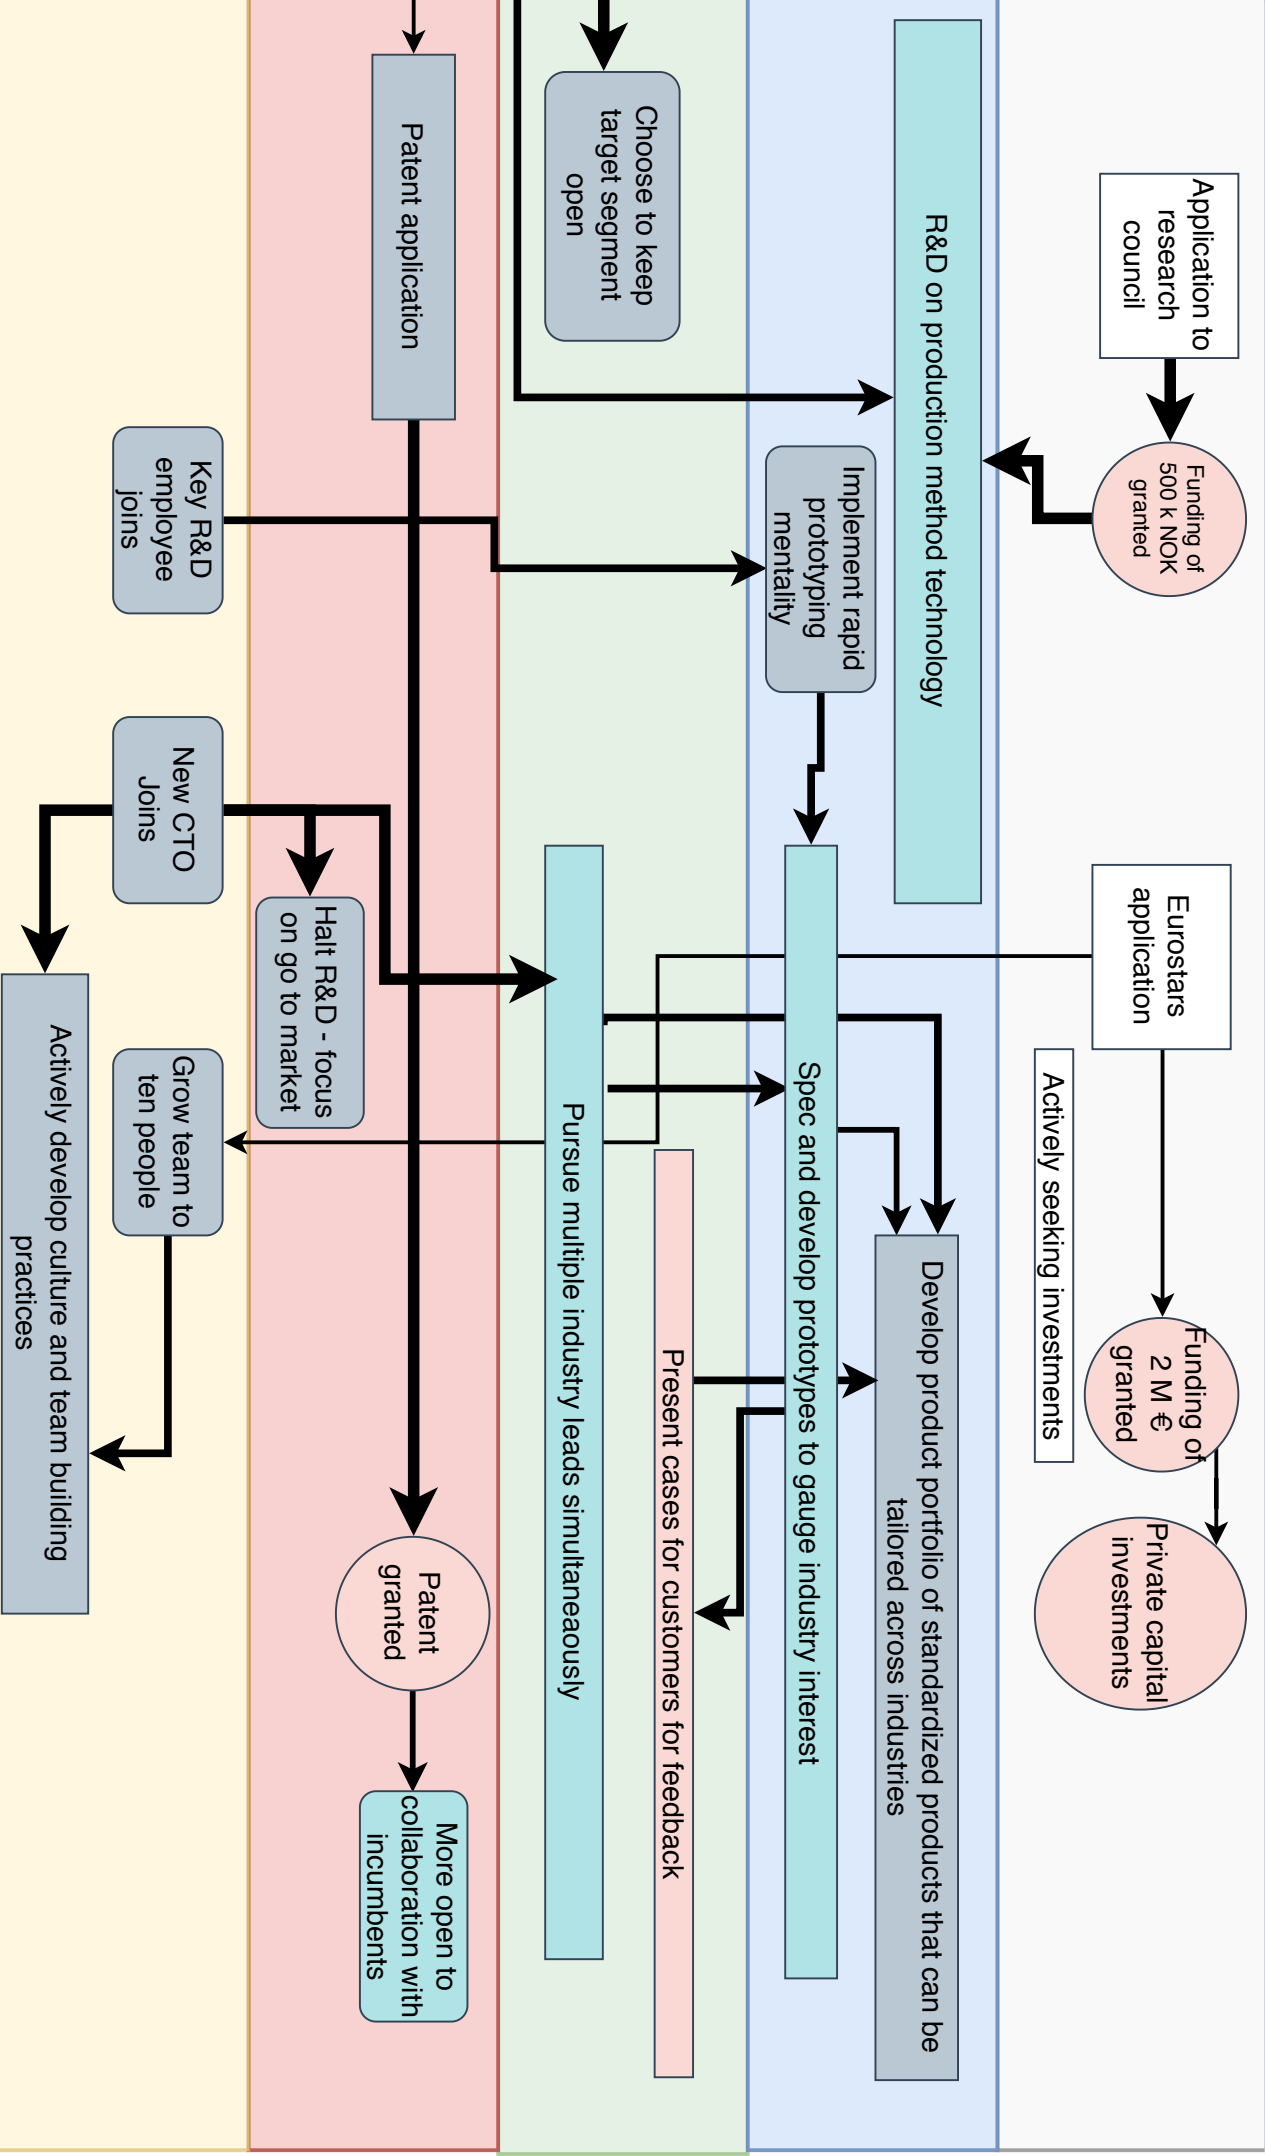 Application to
research
council
Funding of
500 k NOK
granted
Eurostars
application
Actively seeking investments
Funding of
2 M €
granted
Private capital
investments
R&D on production method technology
Implement rapid
prototyping
mentality
Develop product portfolio of standardized products that can be
tailored across industries
Spec and develop prototypes to gauge industry interest
Choose to keep
target segment
open
Present cases for customers for feedback
Pursue multiple industry leads simultaneaously
Patent application
Halt R&D - focus
on go to market
Patent
granted
More open to
collaboration with
incumbents
Key R&D
employee
joins
New CTO
Joins
Grow team to
ten people
Actively develop culture and team building
practices